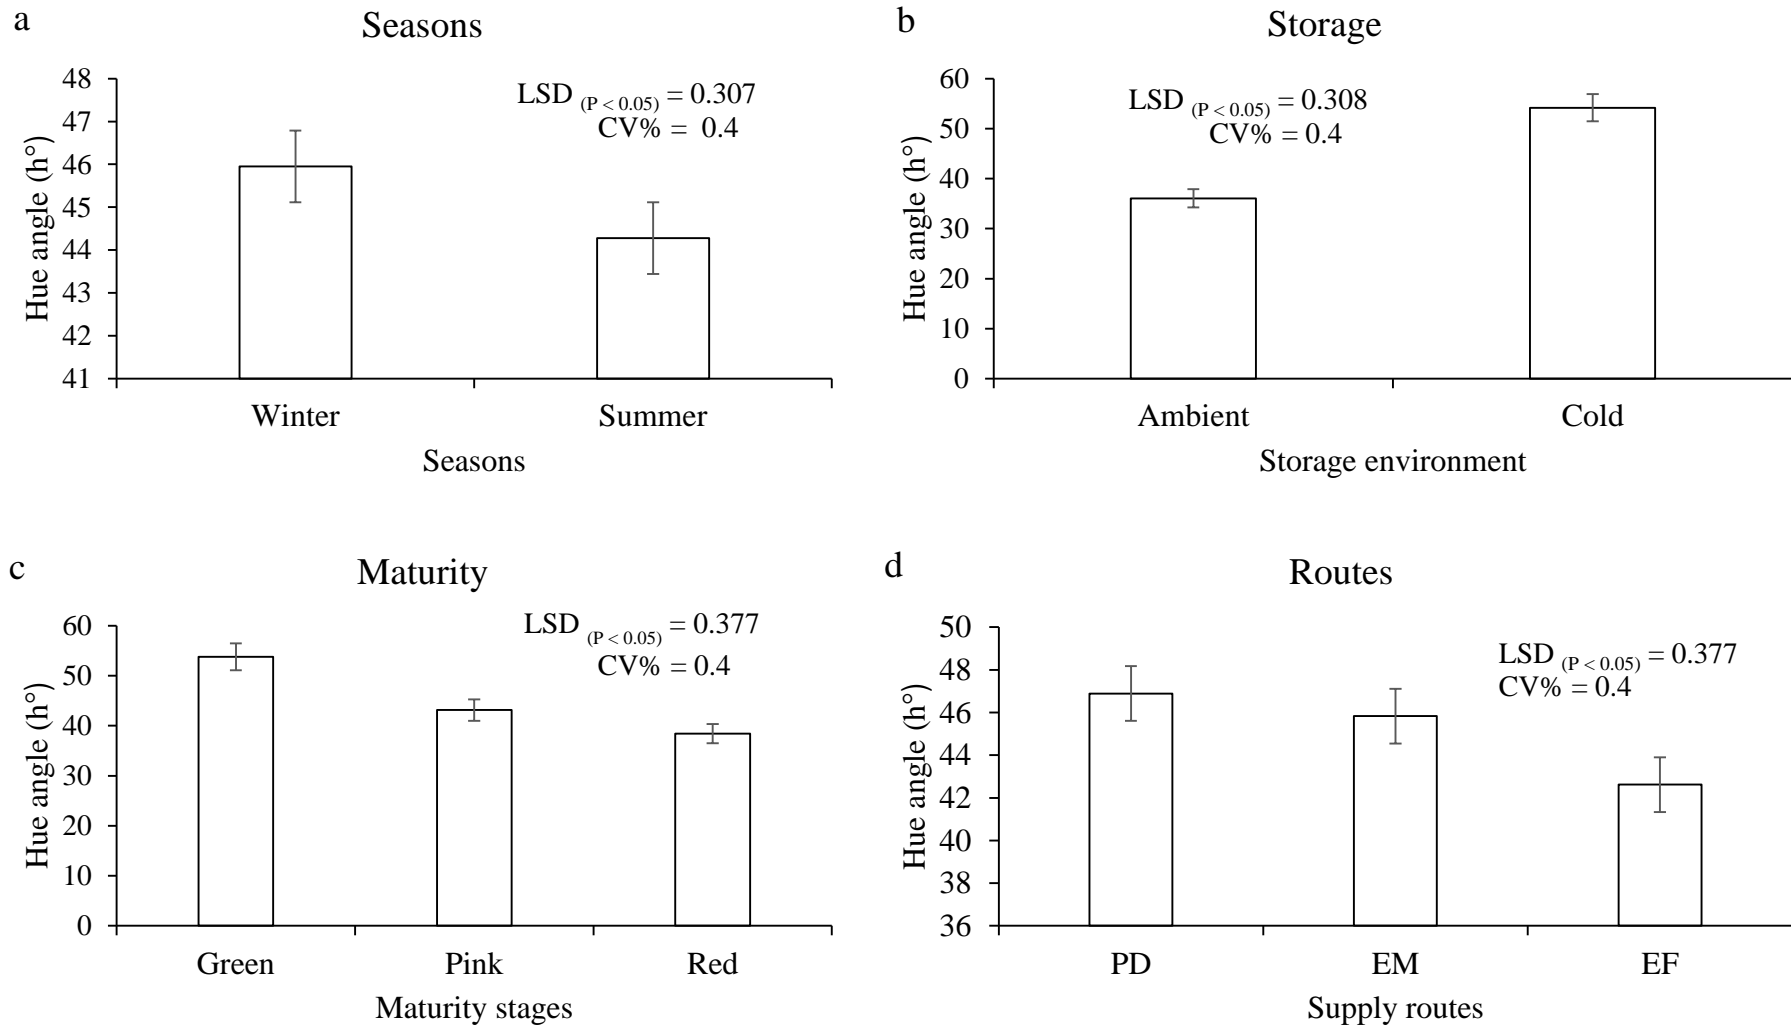 a
Seasons
LSD (P < 0.05) = 0.307
CV% = 0.4
Hue angle (h°)
48
47
46
45
44
43
42
41
Winter Summer
Seasons
b
Storage
LSD (P < 0.05) = 0.308
CV% = 0.4
Hue angle (h°)
60
50
40
30
20
10
0
Ambient Cold
Storage environment
c
Maturity
LSD (P < 0.05) = 0.377
CV% = 0.4
Hue angle (h°)
60
50
40
30
20
10
0
Green Pink Red
Maturity stages
d
Routes
LSD (P < 0.05) = 0.377
CV% = 0.4
Hue angle (h°)
50
48
46
44
42
40
38
36
PD EM EF
Supply routes